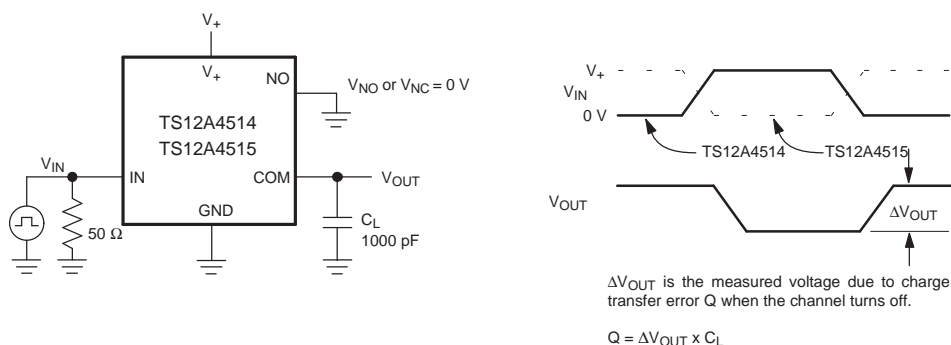 V+
V+
NO
VNO or VNC = 0 V
TS12A4514
TS12A4515
VIN
IN
COM
VOUT
GND
50 Ω
CL
1000 pF
V+
VIN
0 V
TS12A4514
TS12A4515
VOUT
ΔVOUT
ΔVOUT is the measured voltage due to charge
transfer error Q when the channel turns off.
Q = ΔVOUT x CL